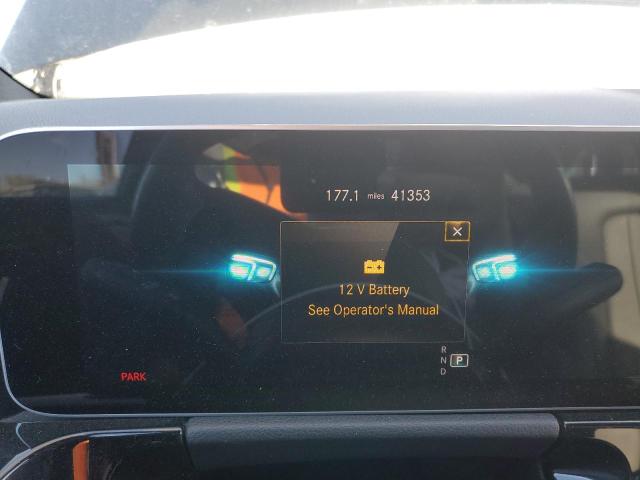 177.1 miles 41353
12 V Battery
See Operator's Manual
R
N P
D
PARK